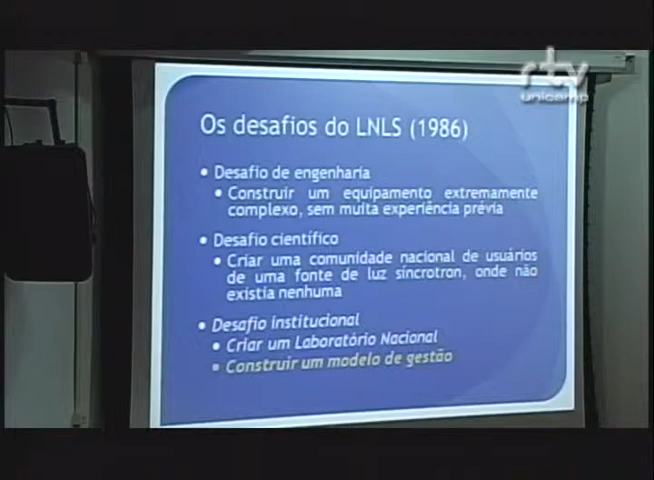 rtv
unicamp
Os desafios do LNLS (1986)
• Desafio de engenharia
• Construir um equipamento extremamente
complexo, sem muita experiência prévia
• Desafio científico
• Criar uma comunidade nacional de usuários
de uma fonte de luz síncrotron, onde não
existia nenhuma
• Desafio institucional
• Criar um Laboratório Nacional
• Construir um modelo de gestão